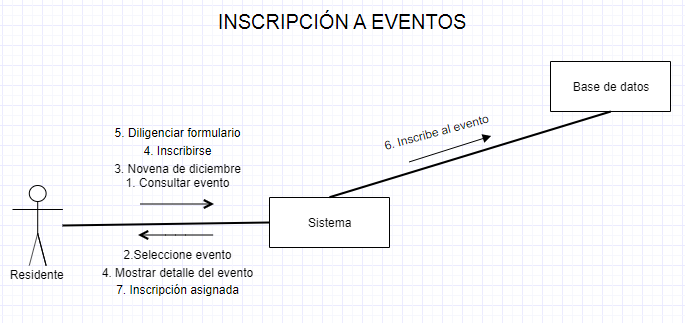 INSCRIPCIÓN A EVENTOS
Base de datos
6. Inscribe al evento
5. Diligenciar formulario
4. Inscribirse
3. Novena de diciembre
1. Consultar evento
Sistema
2.Seleccione evento
4. Mostrar detalle del evento
7. Inscripción asignada
Residente